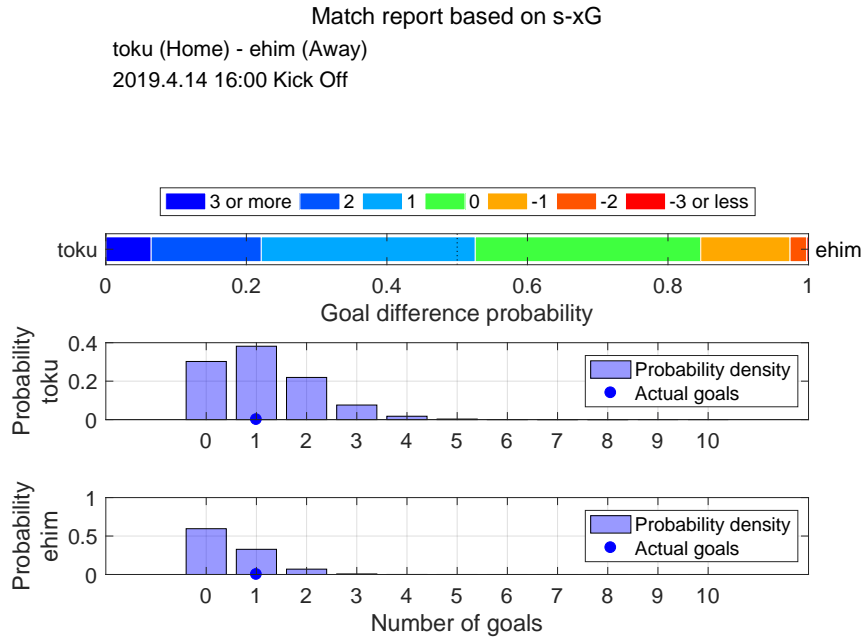 Match report based on s-xG
toku (Home) - ehim (Away)
2019.4.14 16:00 Kick Off
3 or more 2 1 0 -1 -2 -3 or less
toku ehim
0 0.2 0.4 0.6 0.8 1
Goal difference probability
Probability
toku
0.4
0.2
0
Probability density
Actual goals
0 1 2 3 4 5 6 7 8 9 10
Probability
ehim
1
0.5
0
Probability density
Actual goals
0 1 2 3 4 5 6 7 8 9 10
Number of goals